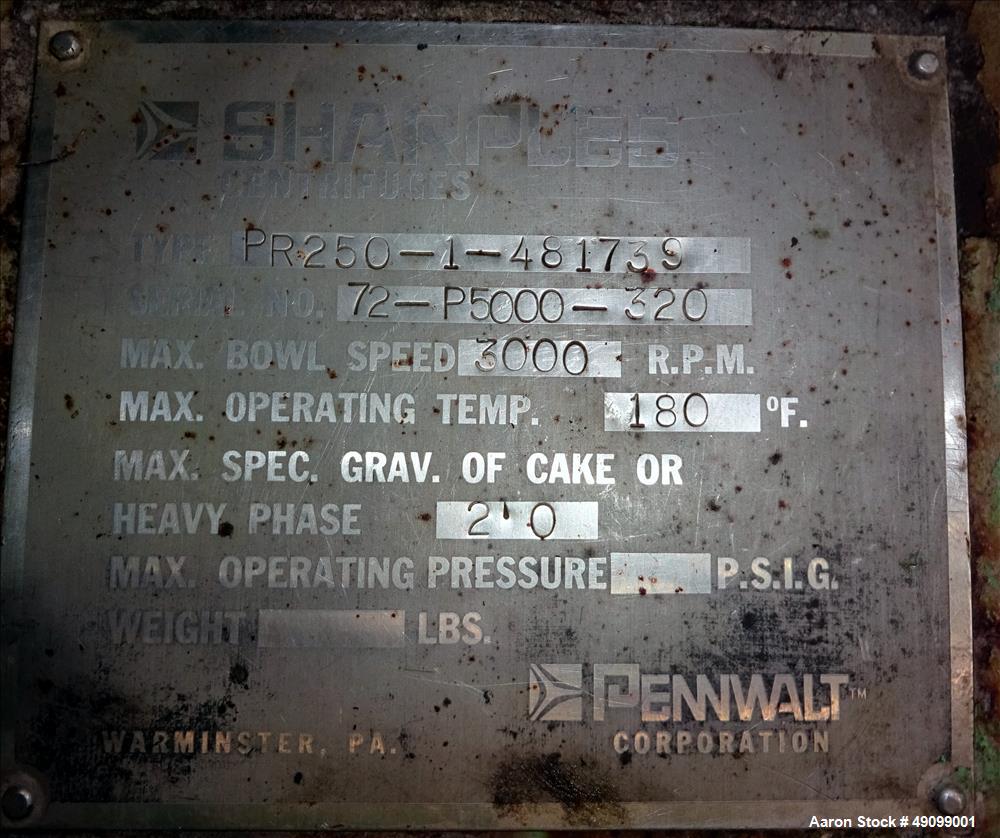 SHARPLES
CENTRIFUGES
TYPE PR250-1-481739
SERIAL NO. 72-P5000-320
MAX. BOWL SPEED 3000 R.P.M.
MAX. OPERATING TEMP. 180 °F.
MAX. SPEC. GRAV. OF CAKE OR
HEAVY PHASE 2'0
MAX. OPERATING PRESSURE P.S.I.G.
WEIGHT LBS.
PENNWALT™
WARMINSTER, PA. CORPORATION
Aaron Stock # 49099001